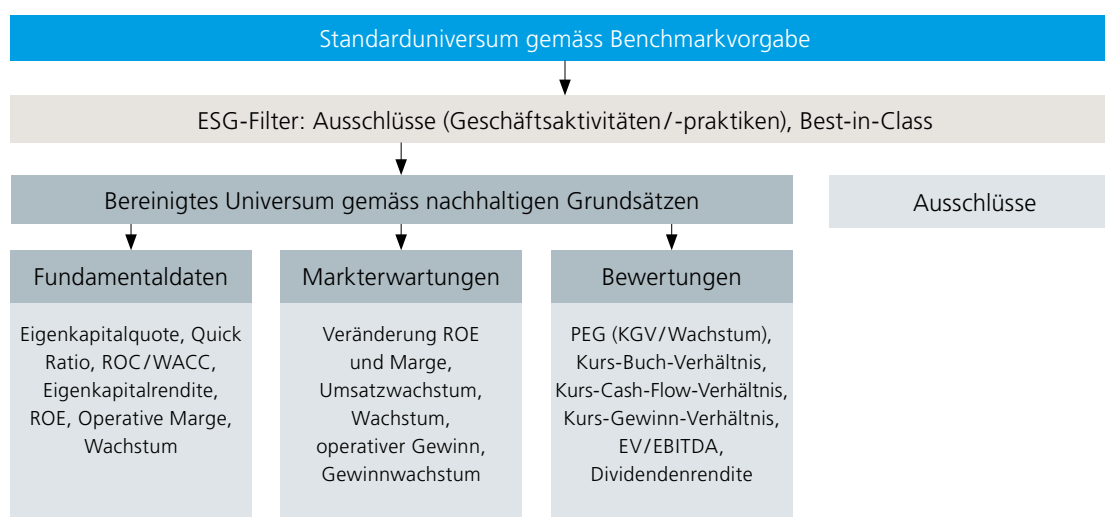 Standarduniversum gemäss Benchmarkvorgabe
ESG-Filter: Ausschlüsse (Geschäftsaktivitäten/-praktiken), Best-in-Class
Bereinigtes Universum gemäss nachhaltigen Grundsätzen
Ausschlüsse
Fundamentaldaten
Eigenkapitalquote, Quick
Ratio, ROC/WACC,
Eigenkapitalrendite,
ROE, Operative Marge,
Wachstum
Markterwartungen
Veränderung ROE
und Marge,
Umsatzwachstum,
Wachstum,
operativer Gewinn,
Gewinnwachstum
Bewertungen
PEG (KGV/Wachstum),
Kurs-Buch-Verhältnis,
Kurs-Cash-Flow-Verhältnis,
Kurs-Gewinn-Verhältnis,
EV/EBITDA,
Dividendenrendite